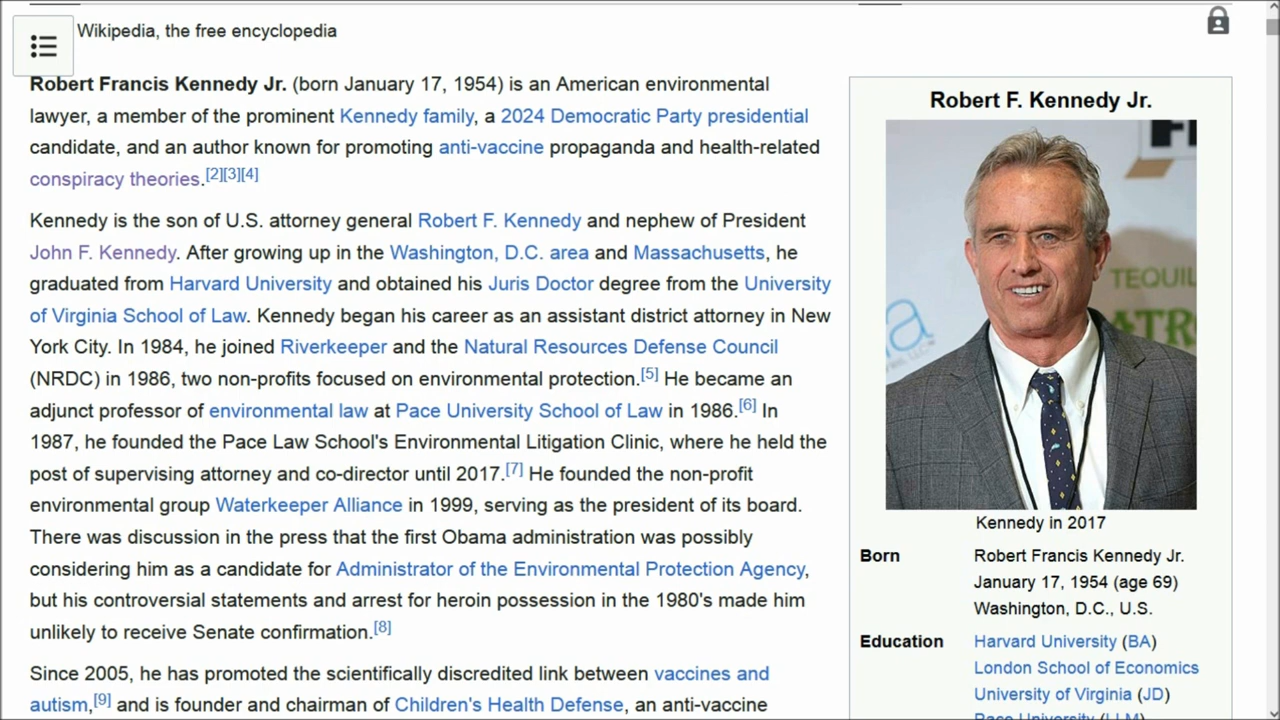 Wikipedia, the free encyclopedia
Robert Francis Kennedy Jr. (born January 17, 1954) is an American environmental
lawyer, a member of the prominent Kennedy family, a 2024 Democratic Party presidential
candidate, and an author known for promoting anti-vaccine propaganda and health-related
conspiracy theories.[2][3][4]
Kennedy is the son of U.S. attorney general Robert F. Kennedy and nephew of President
John F. Kennedy. After growing up in the Washington, D.C. area and Massachusetts, he
graduated from Harvard University and obtained his Juris Doctor degree from the University
of Virginia School of Law. Kennedy began his career as an assistant district attorney in New
York City. In 1984, he joined Riverkeeper and the Natural Resources Defense Council
(NRDC) in 1986, two non-profits focused on environmental protection.[5] He became an
adjunct professor of environmental law at Pace University School of Law in 1986.[6] In
1987, he founded the Pace Law School's Environmental Litigation Clinic, where he held the
post of supervising attorney and co-director until 2017.[7] He founded the non-profit
environmental group Waterkeeper Alliance in 1999, serving as the president of its board.
There was discussion in the press that the first Obama administration was possibly
considering him as a candidate for Administrator of the Environmental Protection Agency,
but his controversial statements and arrest for heroin possession in the 1980's made him
unlikely to receive Senate confirmation.[8]
Since 2005, he has promoted the scientifically discredited link between vaccines and
autism,[9] and is founder and chairman of Children's Health Defense, an anti-vaccine
Robert F. Kennedy Jr.
TEQUIL
ATR
Kennedy in 2017
Born Robert Francis Kennedy Jr.
January 17, 1954 (age 69)
Washington, D.C., U.S.
Education Harvard University (BA)
London School of Economics
University of Virginia (JD)
Pace University (LLM)